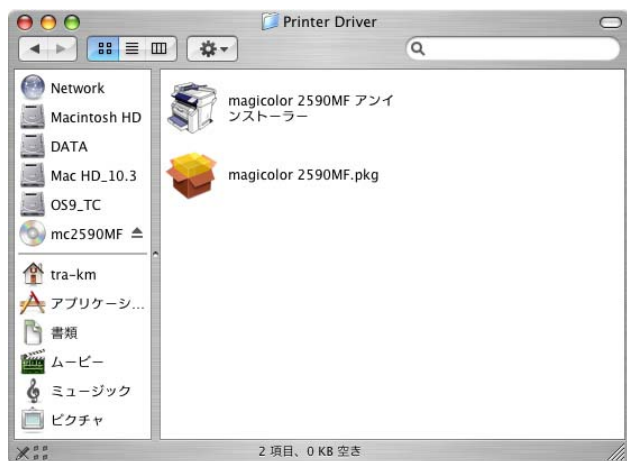 Printer Driver
Network
Macintosh HD
DATA
Mac HD_10.3
OS9_TC
mc2590MF
tra-km
アプリケーシ...
書類
ムービー
ミュージック
ピクチャ
magicolor 2590MF アンイ
ンストーラー
magicolor 2590MF.pkg
2 項目、0 KB 空き